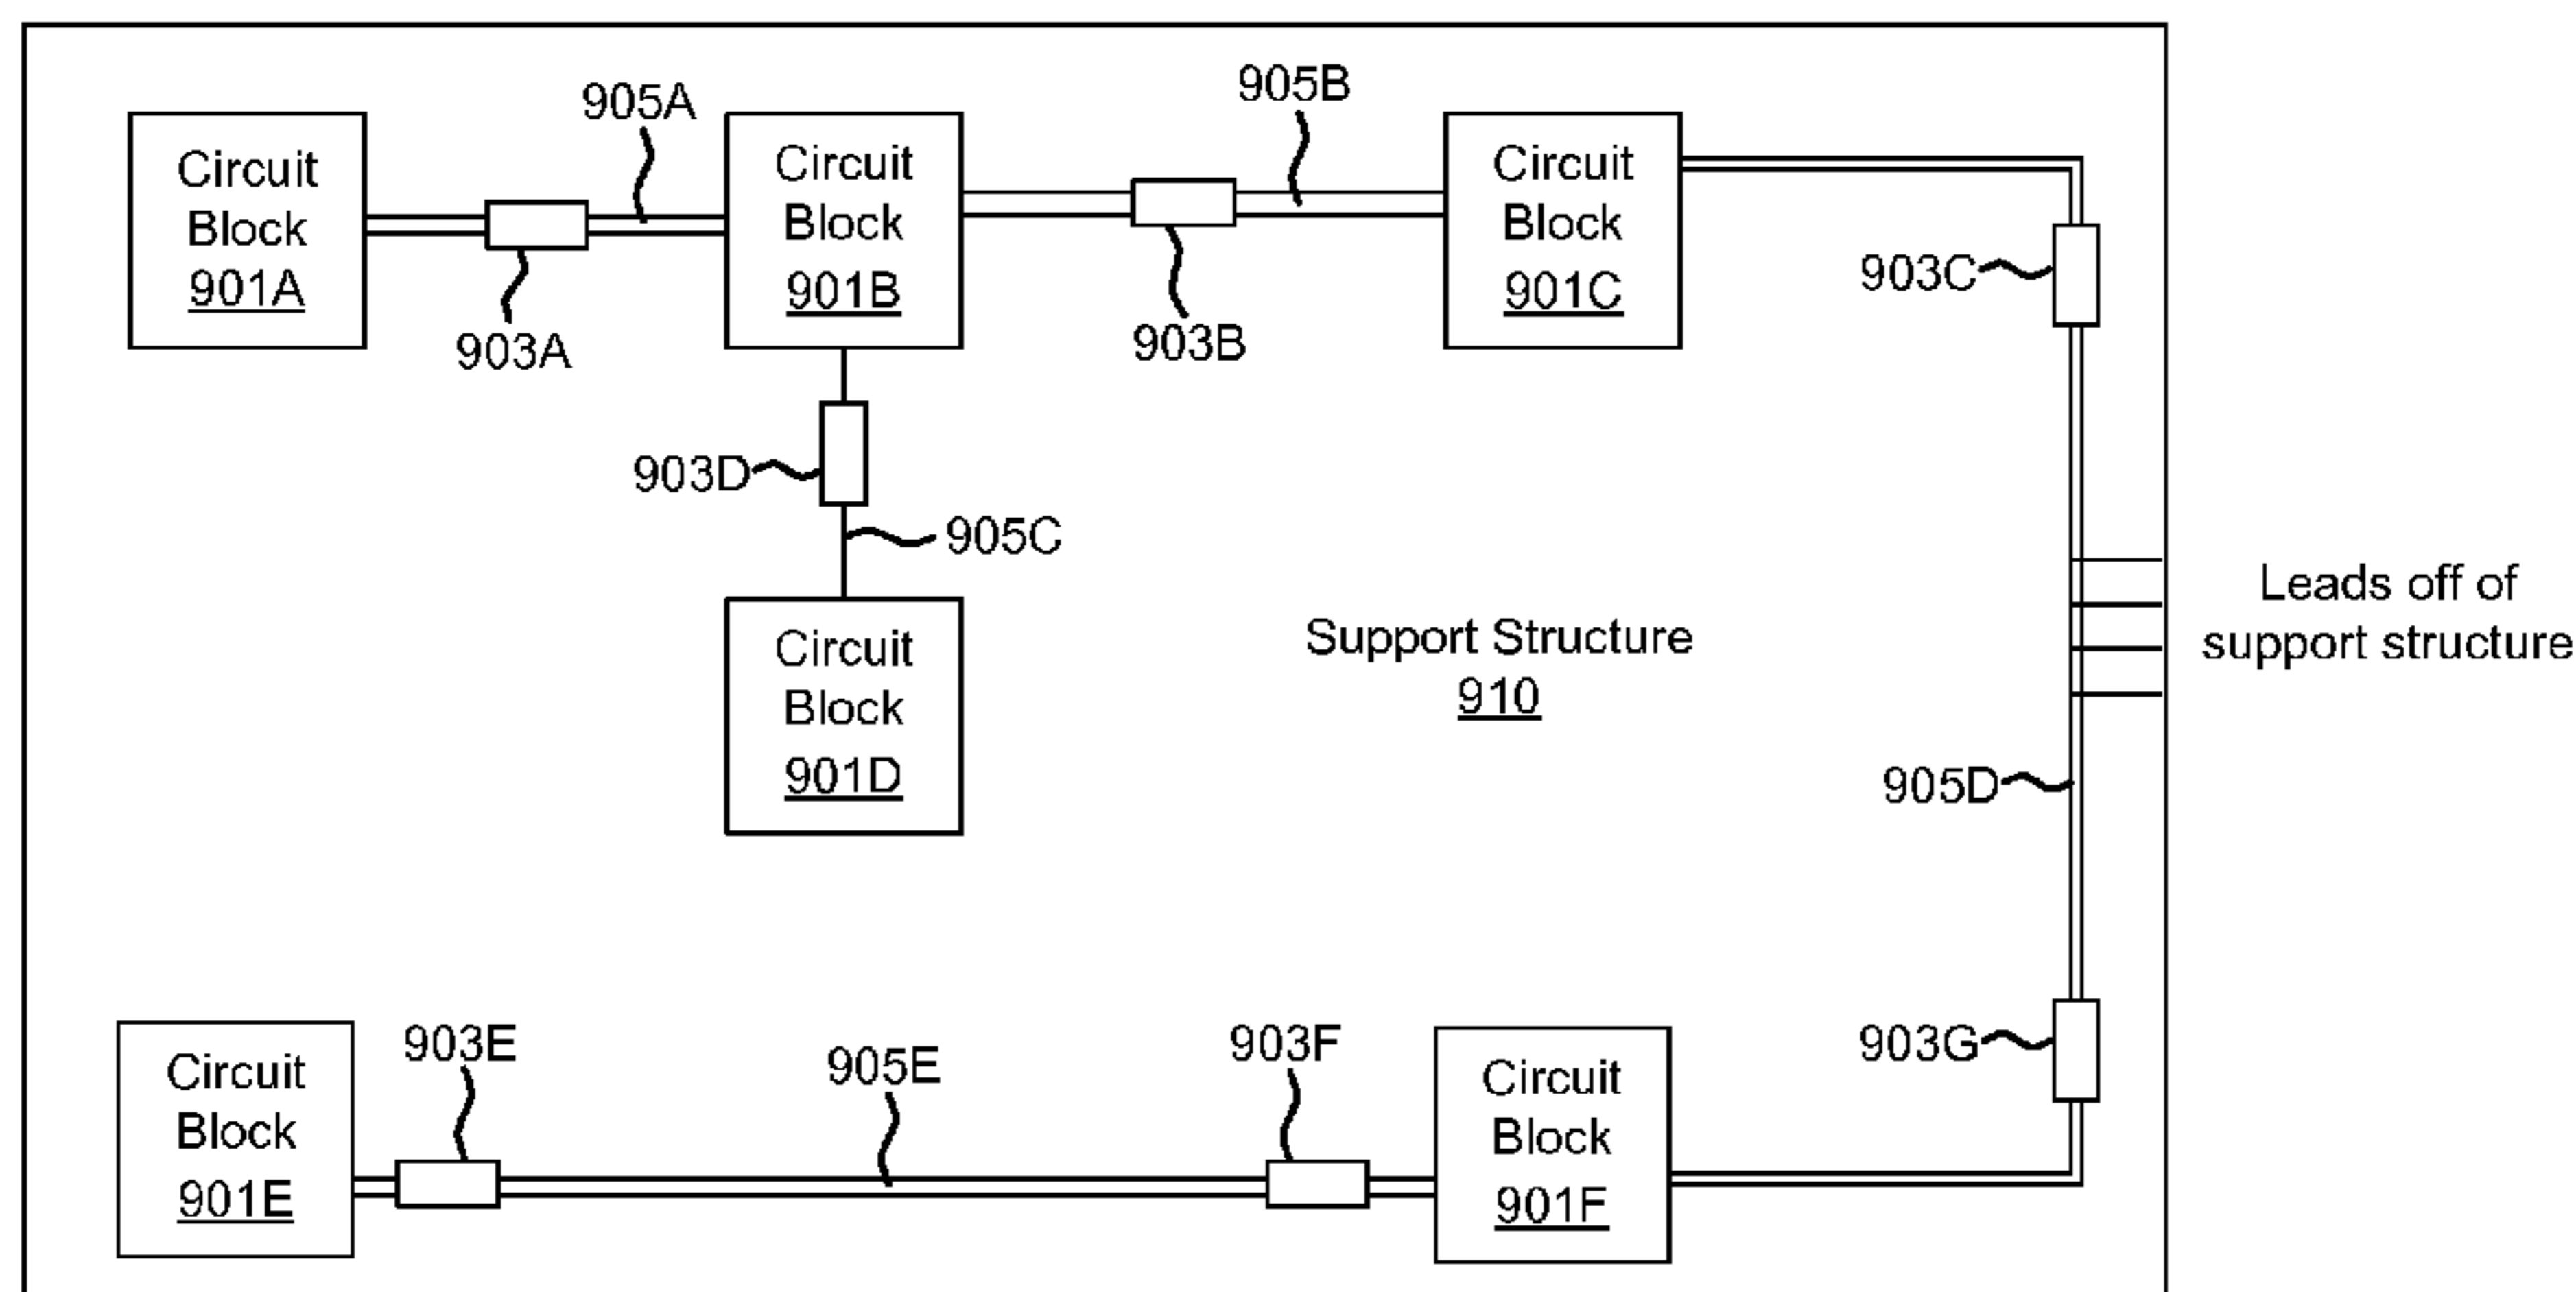 905A
905B
Circuit
Block
901A
Circuit
Block
901B
Circuit
Block
901C
903A
903B
903C
903D
905C
Circuit
Block
901D
Support Structure
910
Leads off of
support structure
905D
Circuit
Block
901E
903E
905E
903F
Circuit
Block
901F
903G